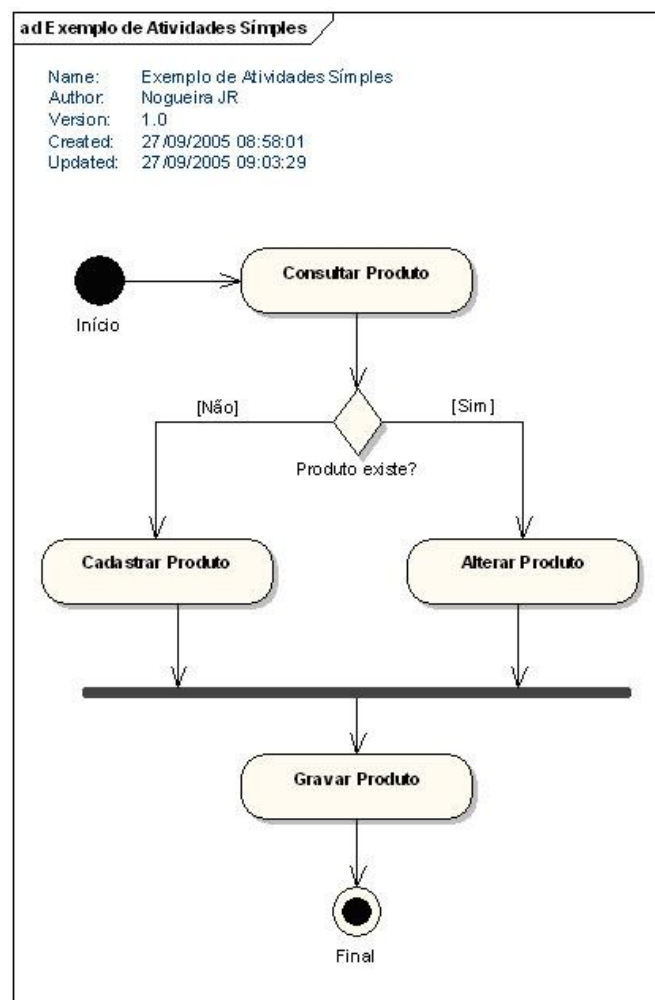 ad Exemplo de Atividades Símples
Name: Exemplo de Atividades Símples
Author: Nogueira JR
Version: 1.0
Created: 27/09/2005 08:58:01
Updated: 27/09/2005 09:03:29
Consultar Produto
Início
[Não]
[Sim]
Produto existe?
Cadastrar Produto
Alterar Produto
Gravar Produto
Final